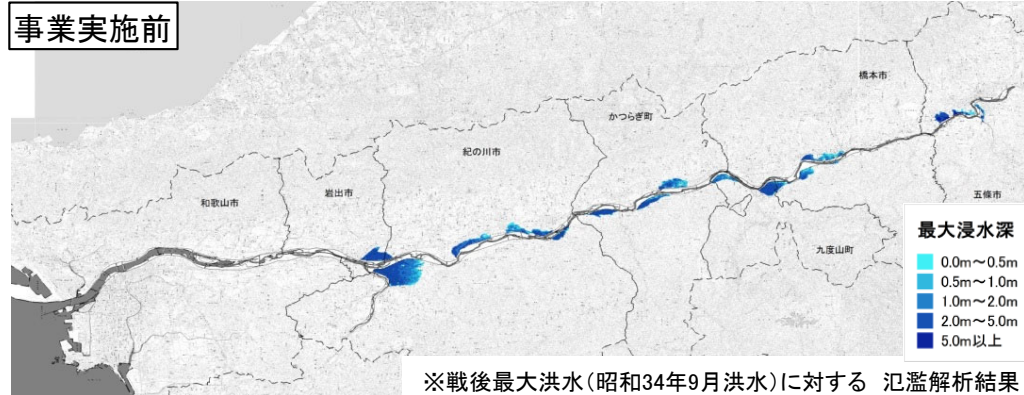 事業実施前
橋本市
かつらぎ町
紀の川市
岩出市
和歌山市
五條市
九度山町
最大浸水深
0.0m～0.5m
0.5m～1.0m
1.0m～2.0m
2.0m～5.0m
5.0m以上
※戦後最大洪水(昭和34年9月洪水)に対する 氾濫解析結果